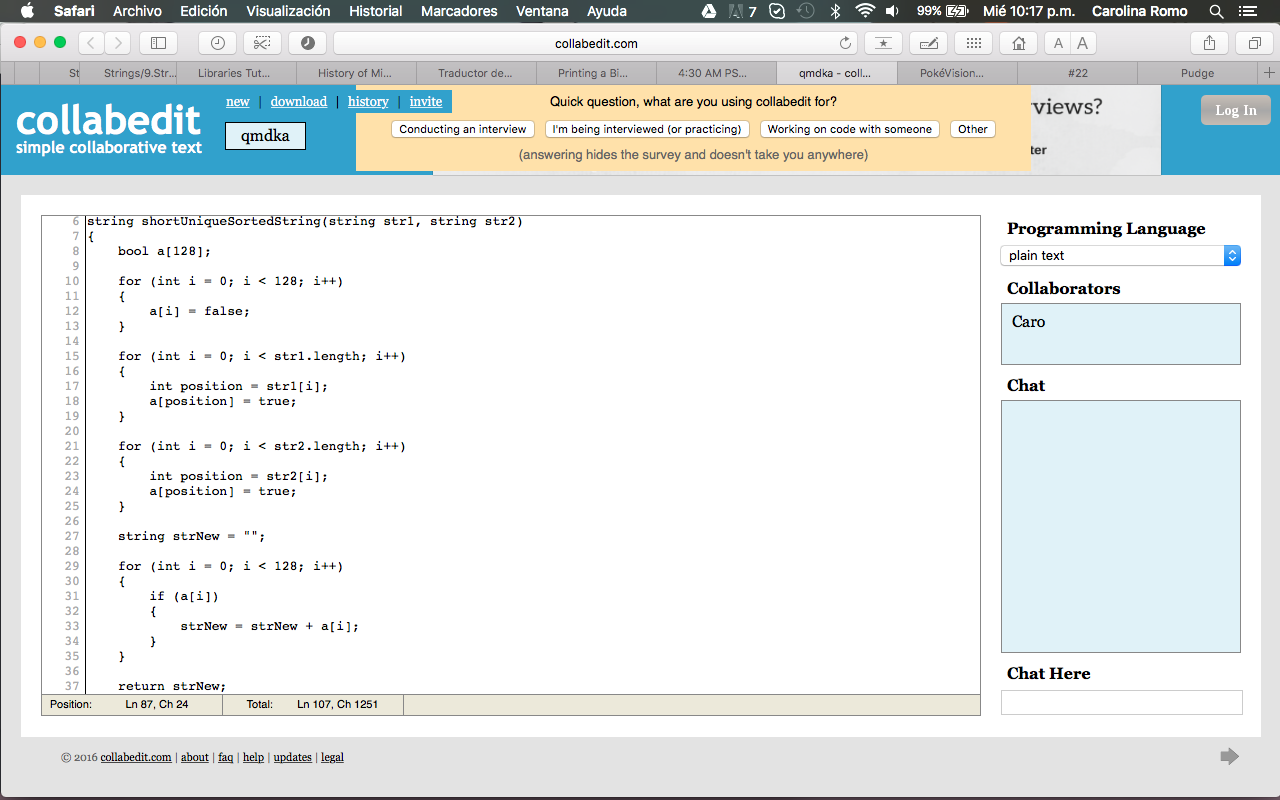 Safari Archivo Edición Visualización Historial Marcadores Ventana Ayuda 7 99% Mié 10:17 p.m. Carolina Romo
collabedit.com A A
St Strings/9.Str... Libraries Tut... History of Mi... Traductor de... Printing a Bi... 4:30 AM PS... qmdka - coll... PokéVision... #22 Pudge
collabedit
simple collaborative text
new | download | history | invite
qmdka
Quick question, what are you using collabedit for?
Conducting an interview I'm being interviewed (or practicing) Working on code with someone Other
(answering hides the survey and doesn't take you anywhere)
views?
ter
Log In
6 string shortUniqueSortedString(string str1, string str2)
7 {
8     bool a[128];
9
10     for (int i = 0; i < 128; i++)
11     {
12         a[i] = false;
13     }
14
15     for (int i = 0; i < str1.length; i++)
16     {
17         int position = str1[i];
18         a[position] = true;
19     }
20
21     for (int i = 0; i < str2.length; i++)
22     {
23         int position = str2[i];
24         a[position] = true;
25     }
26
27     string strNew = "";
28
29     for (int i = 0; i < 128; i++)
30     {
31         if (a[i])
32         {
33             strNew = strNew + a[i];
34         }
35     }
36
37     return strNew;
Position: Ln 87, Ch 24 Total: Ln 107, Ch 1251
Programming Language
plain text
Collaborators
Caro
Chat
Chat Here
© 2016 collabedit.com | about | faq | help | updates | legal